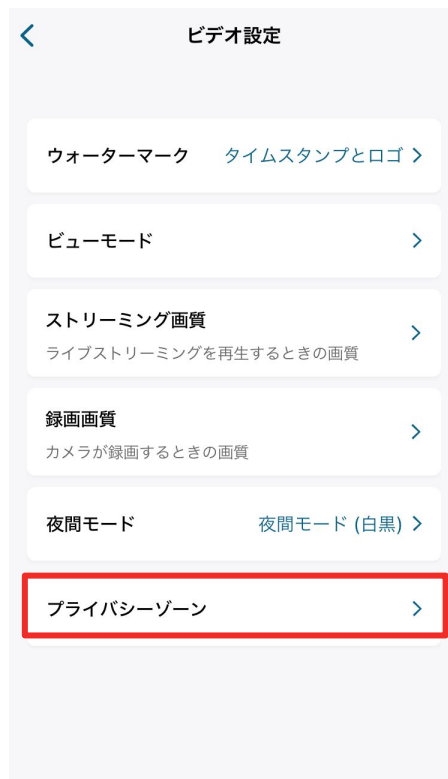 ビデオ設定
ウォーターマーク タイムスタンプとロゴ
ビューモード
ストリーミング画質
ライブストリーミングを再生するときの画質
録画画質
カメラが録画するときの画質
夜間モード 夜間モード (白黒)
プライバシーゾーン